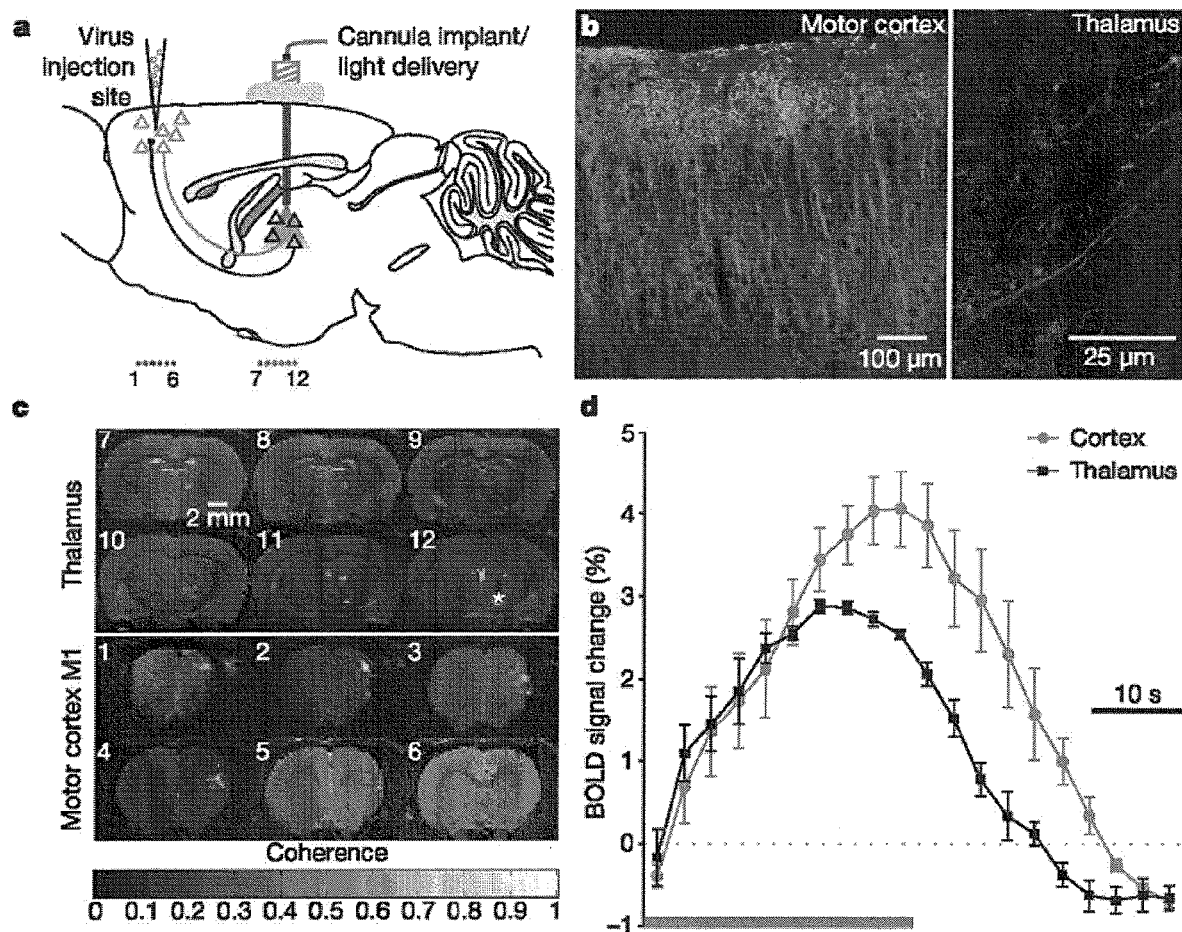 a
Virus
injection
site
Cannula implant/
light delivery
1 6 7 12
b
Motor cortex
Thalamus
100 µm
25 µm
c
Thalamus
7 8 9
2 mm
10 11 12
*
Motor cortex M1
1 2 3
4 5 6
Coherence
0 0.1 0.2 0.3 0.4 0.5 0.6 0.7 0.8 0.9 1
d
BOLD signal change (%)
5
4
3
2
1
0
–1
Cortex
Thalamus
10 s